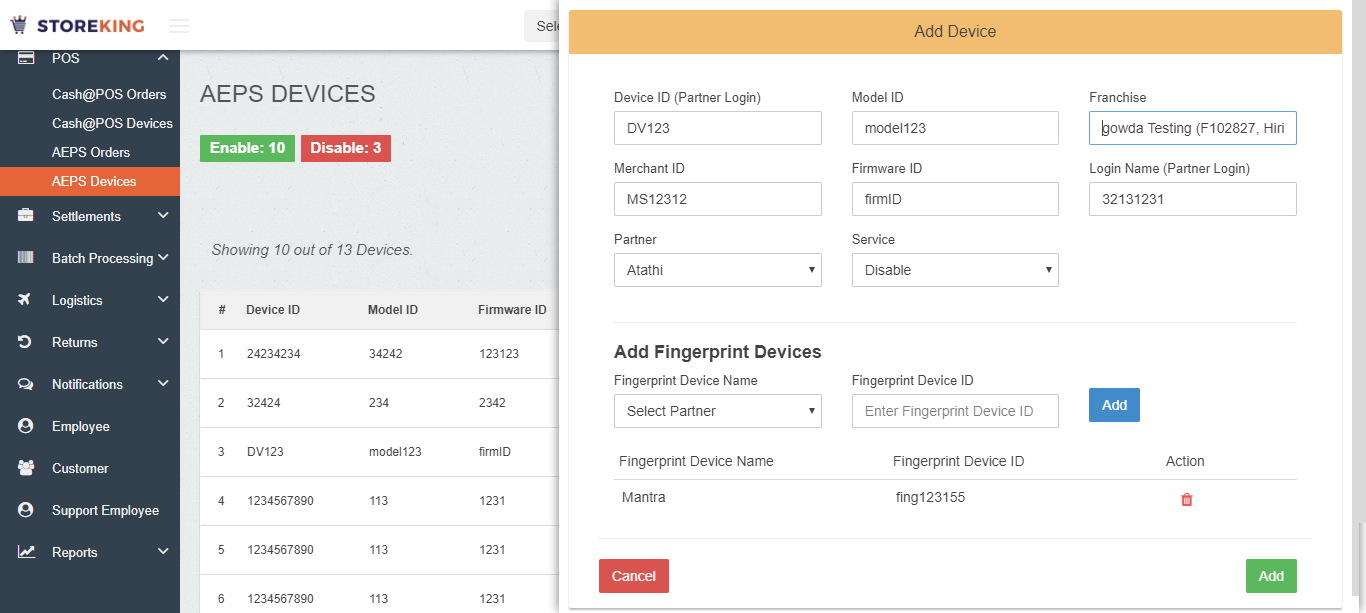 STOREKING
POS
Cash@POS Orders
Cash@POS Devices
AEPS Orders
AEPS Devices
Settlements
Batch Processing
Logistics
Returns
Notifications
Employee
Customer
Support Employee
Reports
AEPS DEVICES
Enable: 10 Disable: 3
Showing 10 out of 13 Devices.
# Device ID Model ID Firmware ID
1 24234234 34242 123123
2 32424 234 2342
3 DV123 model123 firmID
4 1234567890 113 1231
5 1234567890 113 1231
6 1234567890 113 1231
Add Device
Device ID (Partner Login) Model ID Franchise
DV123 model123 gowda Testing (F102827, Hiri
Merchant ID Firmware ID Login Name (Partner Login)
MS12312 firmID 32131231
Partner Service
Atathi Disable
Add Fingerprint Devices
Fingerprint Device Name Fingerprint Device ID
Select Partner Enter Fingerprint Device ID Add
Fingerprint Device Name Fingerprint Device ID Action
Mantra fing123155
Cancel Add